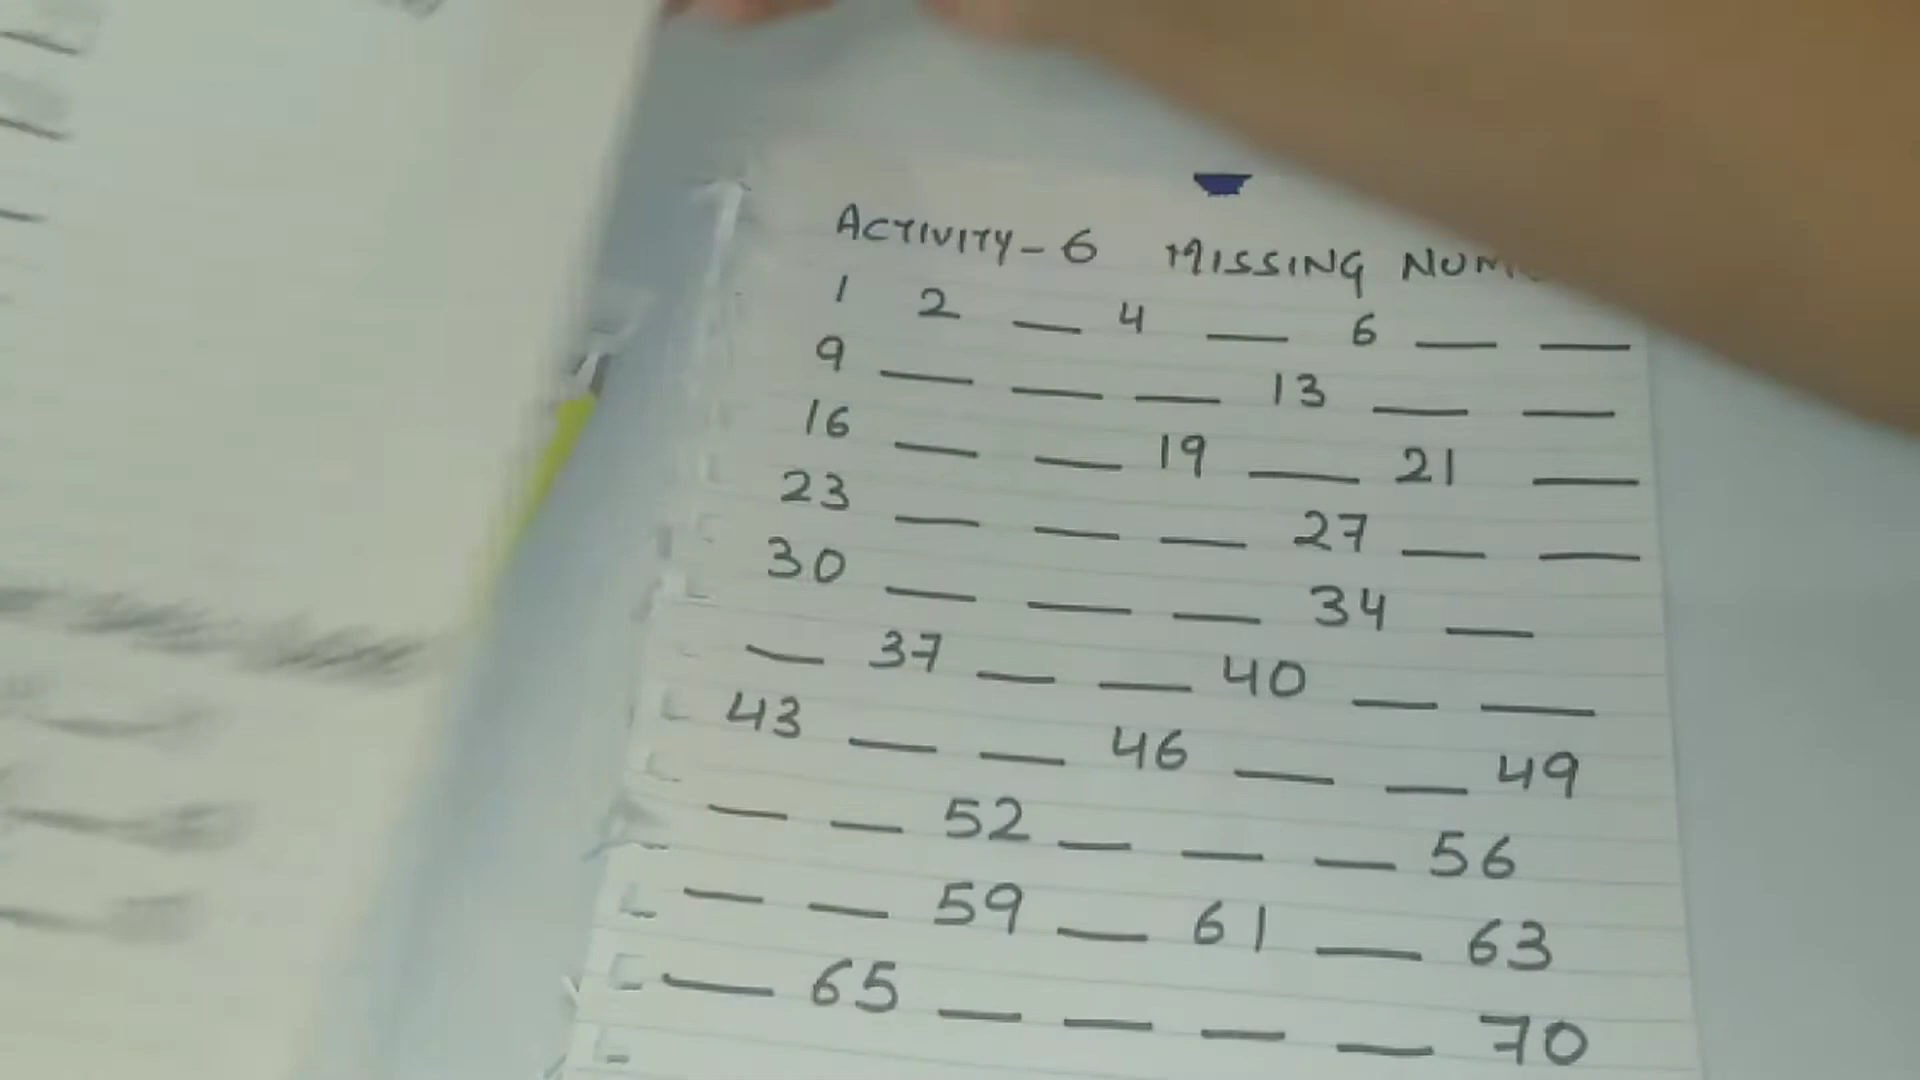 ACTIVITY-6 MISSING
1 2 __ 4 __ 6 __ __
9 __ __ __ 13 __ __
16 __ __ 19 __ 21 __
23 __ __ __ 27 __ __
30 __ __ __ 34 __
__ 37 __ __ 40 __ __
43 __ __ 46 __ __ 49
__ __ 52 __ __ __ 56
__ __ 59 __ 61 __ 63
__ 65 __ __ __ __ 70